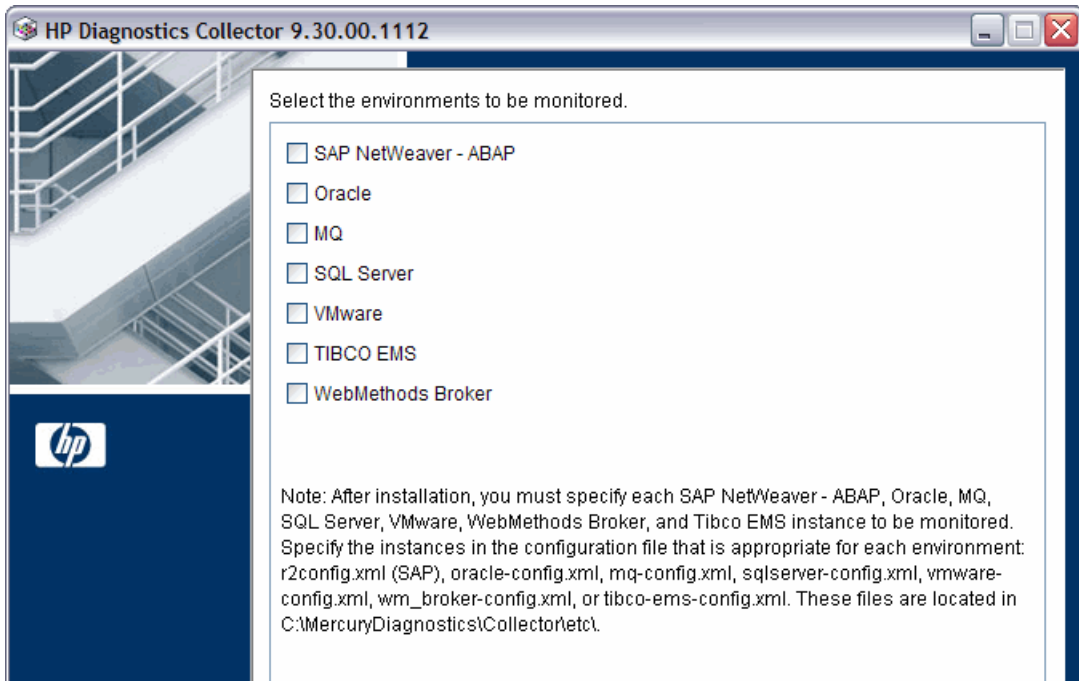 HP Diagnostics Collector 9.30.00.1112
Select the environments to be monitored.
SAP NetWeaver - ABAP
Oracle
MQ
SQL Server
VMware
TIBCO EMS
WebMethods Broker
hp
Note: After installation, you must specify each SAP NetWeaver - ABAP, Oracle, MQ,
SQL Server, VMware, WebMethods Broker, and Tibco EMS instance to be monitored.
Specify the instances in the configuration file that is appropriate for each environment:
r2config.xml (SAP), oracle-config.xml, mq-config.xml, sqlserver-config.xml, vmware-
config.xml, wm_broker-config.xml, or tibco-ems-config.xml. These files are located in
C:\MercuryDiagnostics\Collector\etc\.